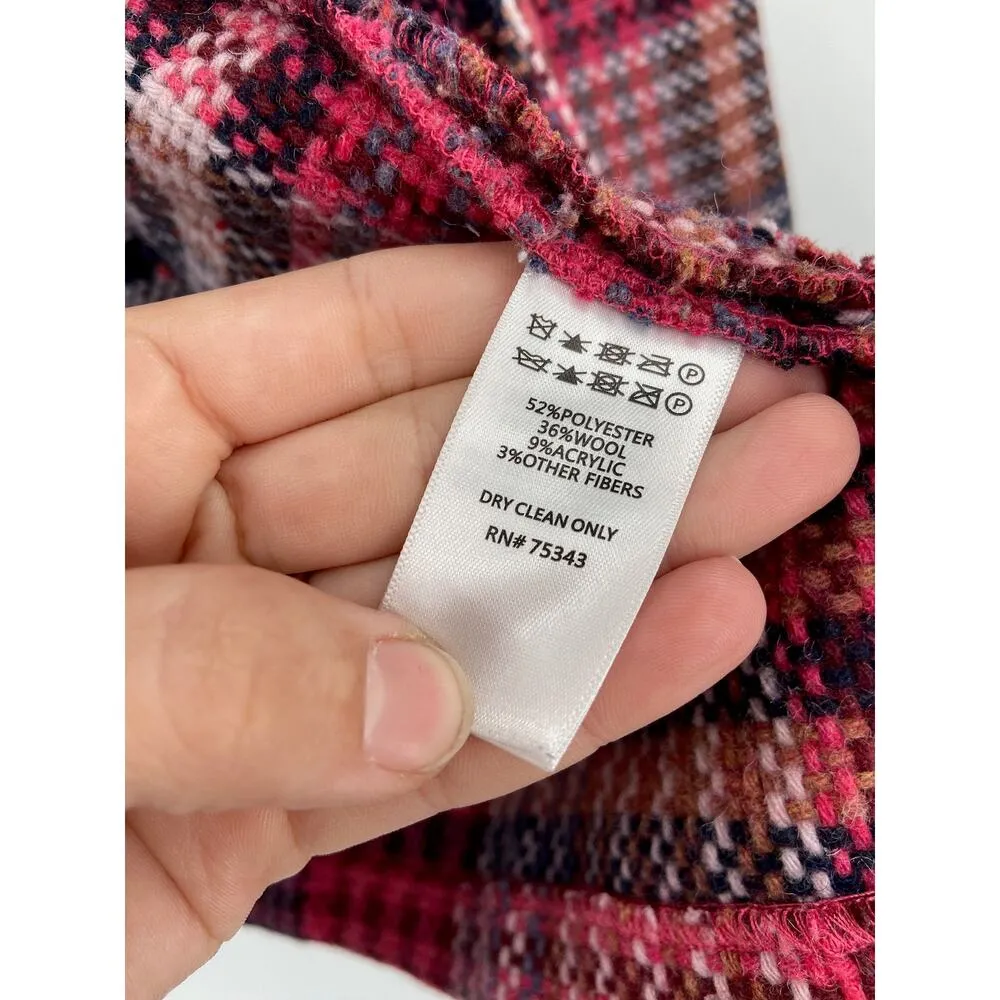 P
P
52%POLYESTER
36%WOOL
9%ACRYLIC
3%OTHER FIBERS
DRY CLEAN ONLY
RN# 75343